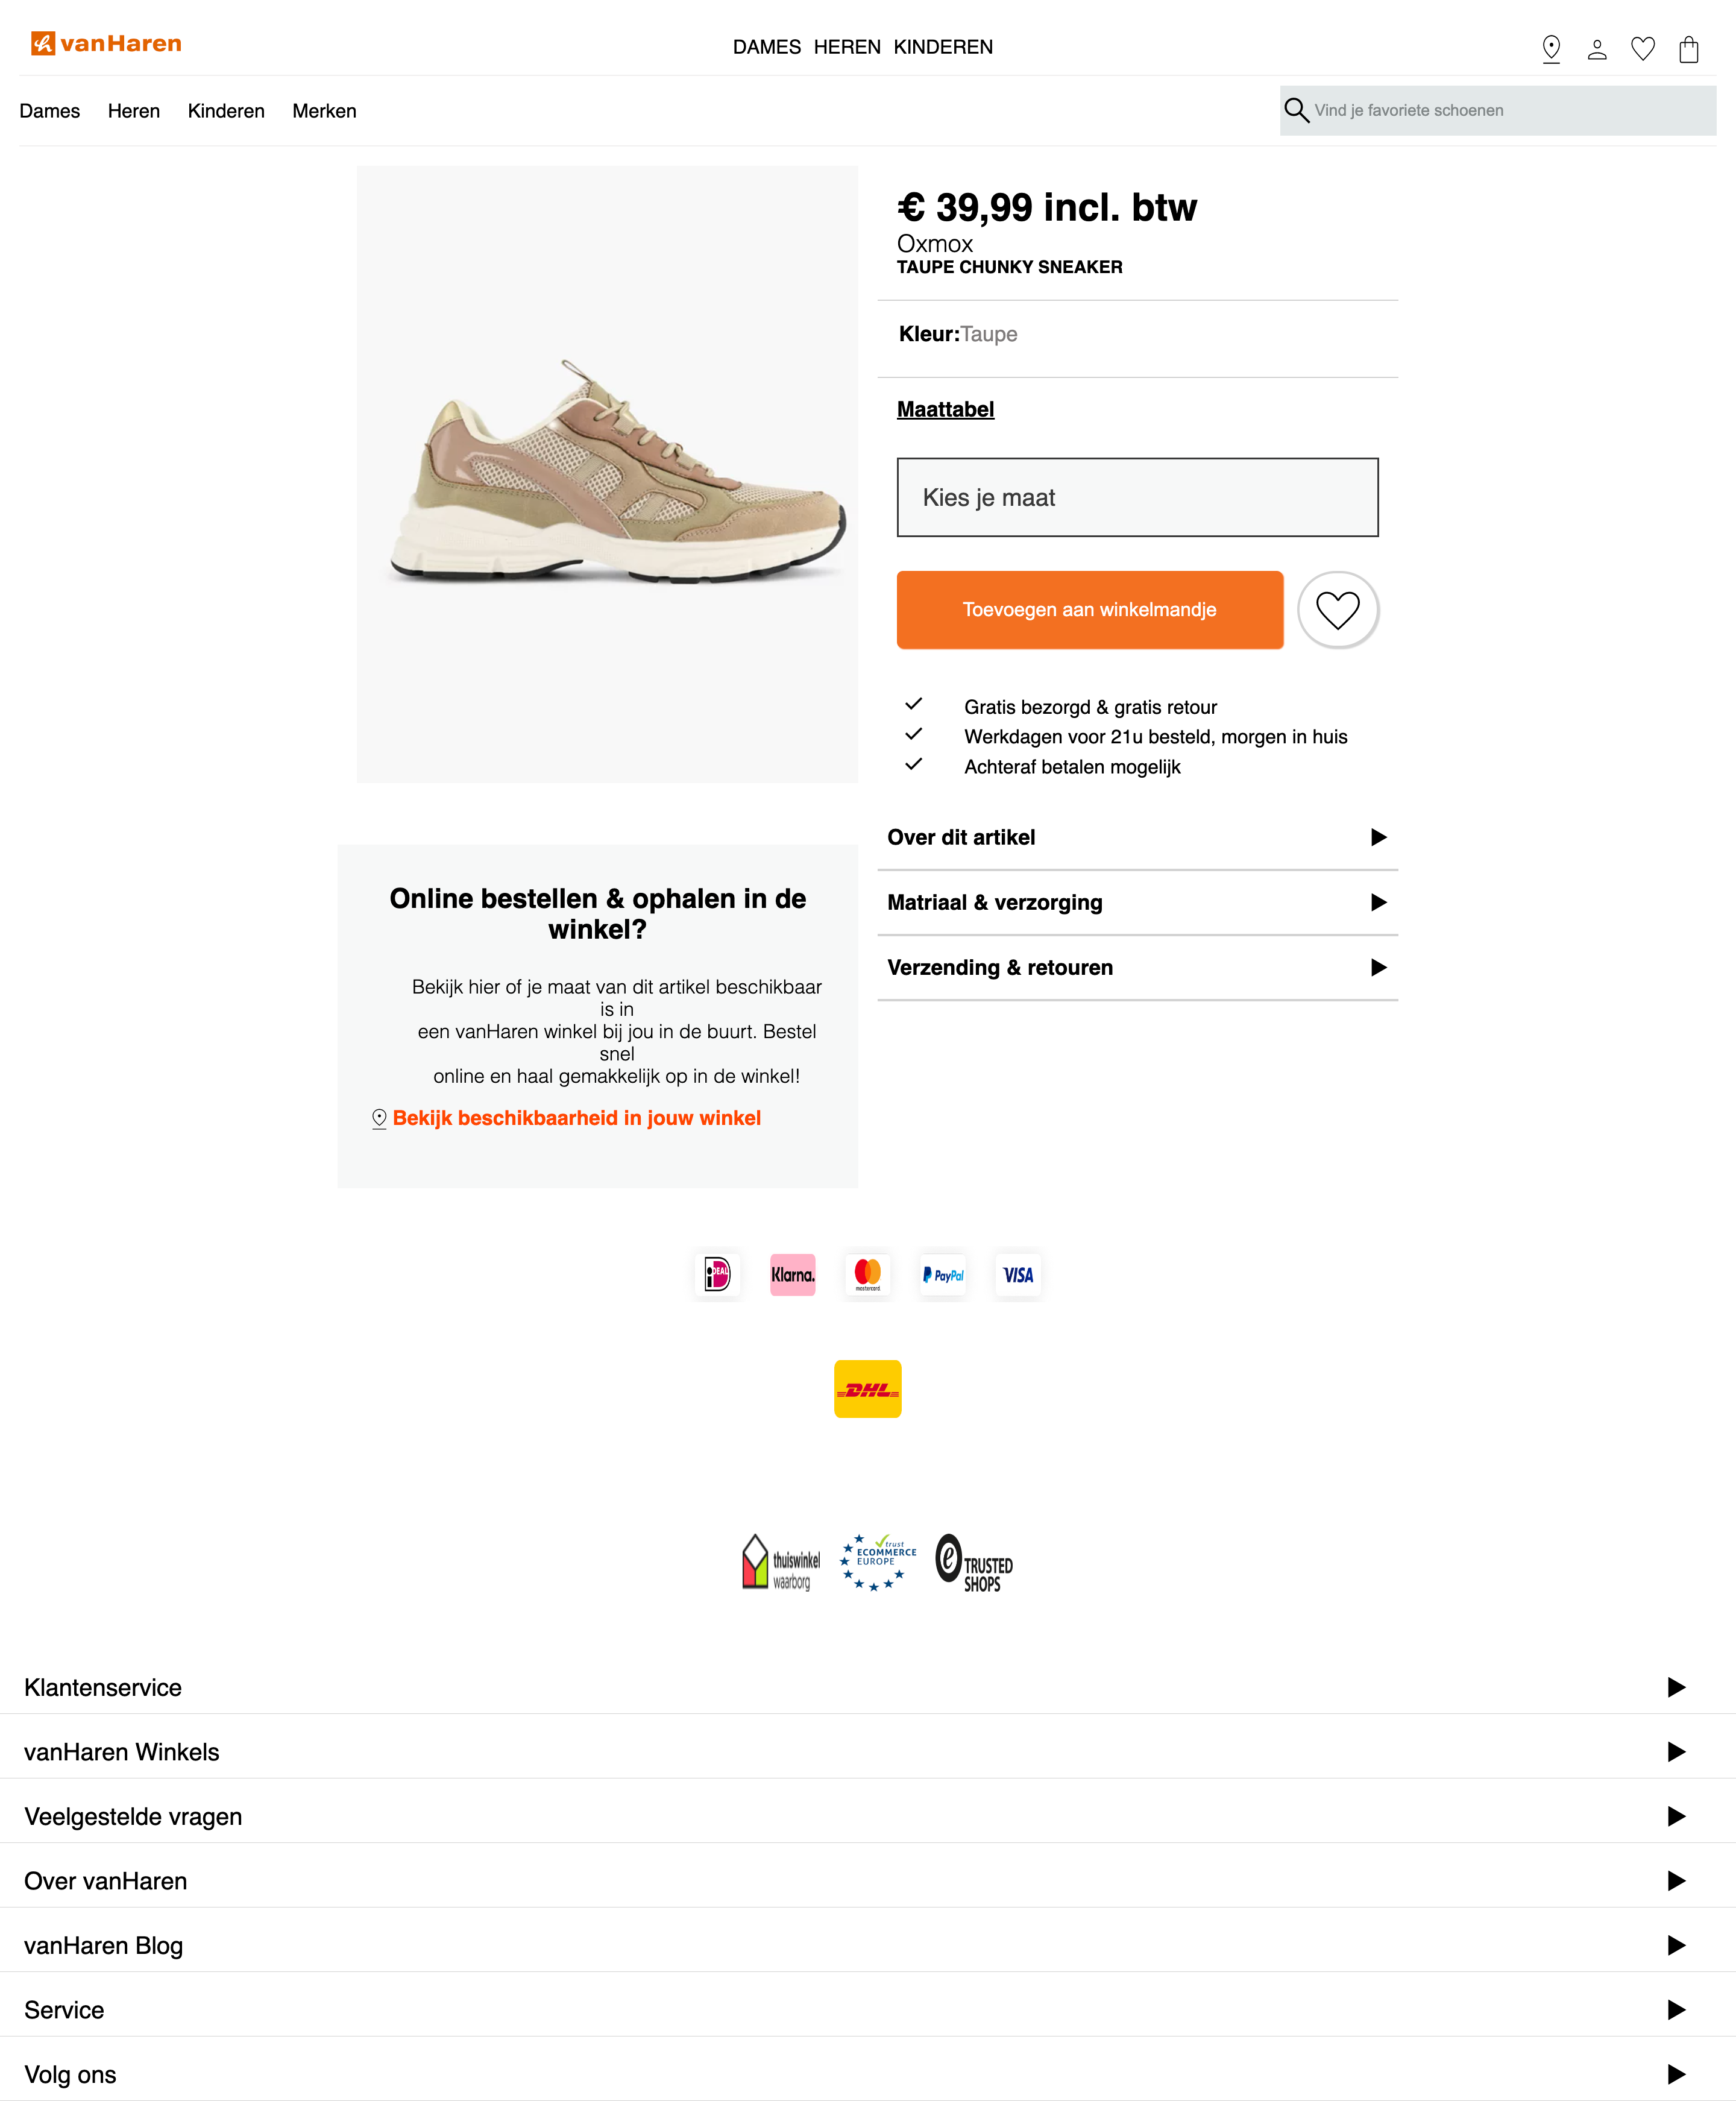 vanHaren
DAMES HEREN KINDEREN
Dames Heren Kinderen Merken
Vind je favoriete schoenen
€ 39,99 incl. btw
Oxmox
TAUPE CHUNKY SNEAKER
Kleur:Taupe
Maattabel
Kies je maat
Toevoegen aan winkelmandje
Gratis bezorgd & gratis retour
Werkdagen voor 21u besteld, morgen in huis
Achteraf betalen mogelijk
Over dit artikel
Matriaal & verzorging
Verzending & retouren
Online bestellen & ophalen in de
winkel?
Bekijk hier of je maat van dit artikel beschikbaar
is in
een vanHaren winkel bij jou in de buurt. Bestel
snel
online en haal gemakkelijk op in de winkel!
Bekijk beschikbaarheid in jouw winkel
iDEAL Klarna. mastercard PayPal VISA
DHL
thuiswinkel
waarborg
trust
ECOMMERCE
EUROPE
e TRUSTED
SHOPS
Klantenservice
vanHaren Winkels
Veelgestelde vragen
Over vanHaren
vanHaren Blog
Service
Volg ons